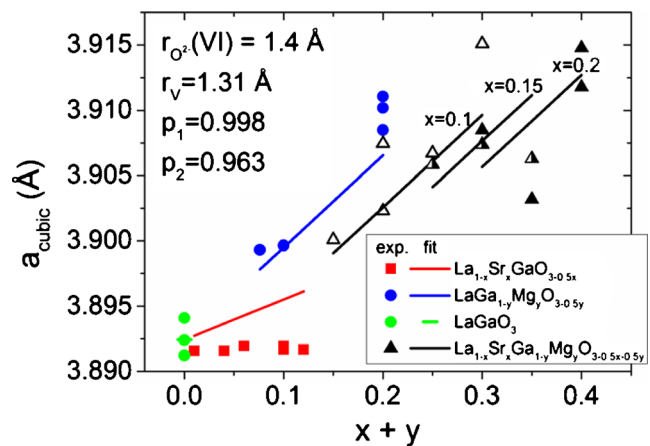 3.915
3.910
3.905
3.900
3.895
3.890
a_cubic (Å)
r_O²⁻(VI) = 1.4 Å
r_V=1.31 Å
p₁=0.998
p₂=0.963
x=0.1
x=0.15
x=0.2
exp. fit
La₁₋ₓSrₓGaO₃₋₀ ₅ₓ
LaGa₁₋yMgyO₃₋₀ ₅y
LaGaO₃
La₁₋ₓSrₓGa₁₋yMgyO₃₋₀ ₅ₓ₋₀ ₅y
0.0 0.1 0.2 0.3 0.4
x + y